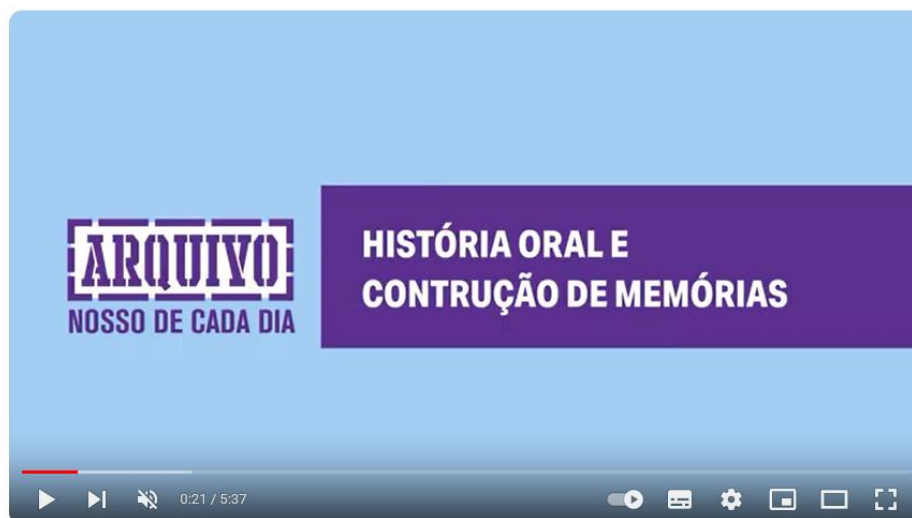 ARQUIVO
NOSSO DE CADA DIA
HISTÓRIA ORAL E
CONTRUÇÃO DE MEMÓRIAS
0:21 / 5:37